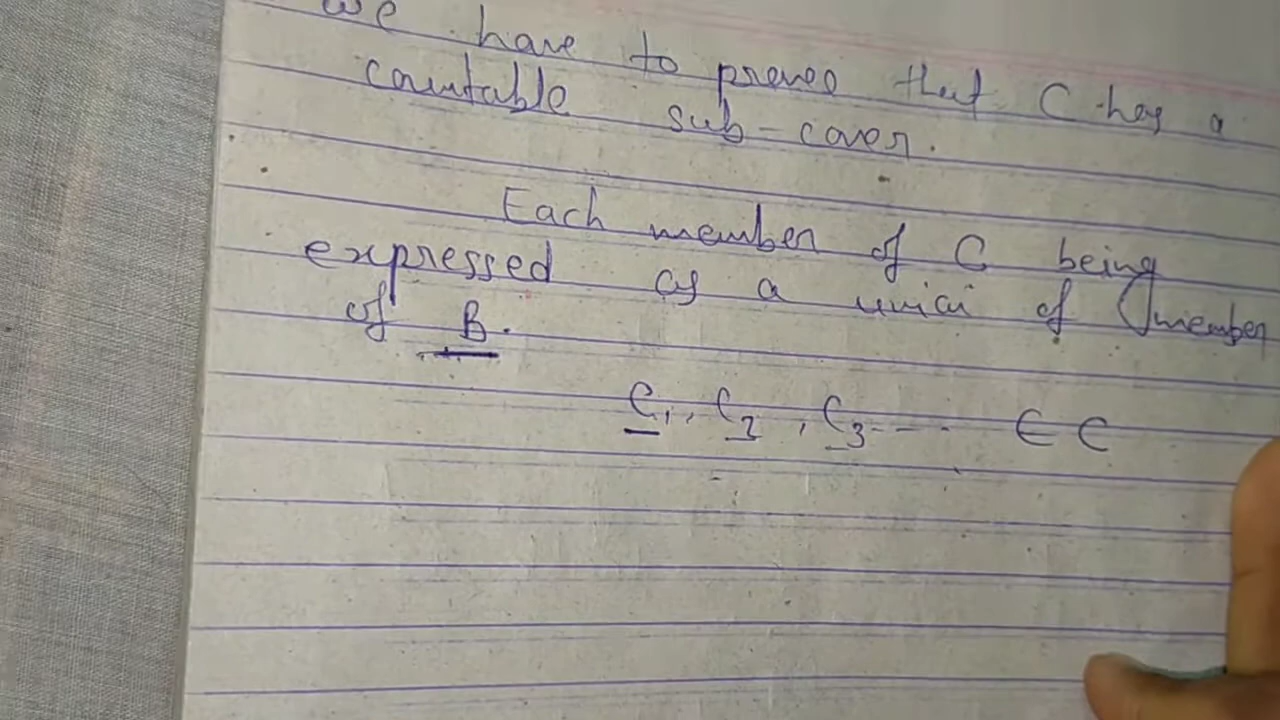 we have to prove that C has a
countable sub-cover.
Each member of C being
expressed as a union of member
of B.
C1, C2, C3---- ∈ C